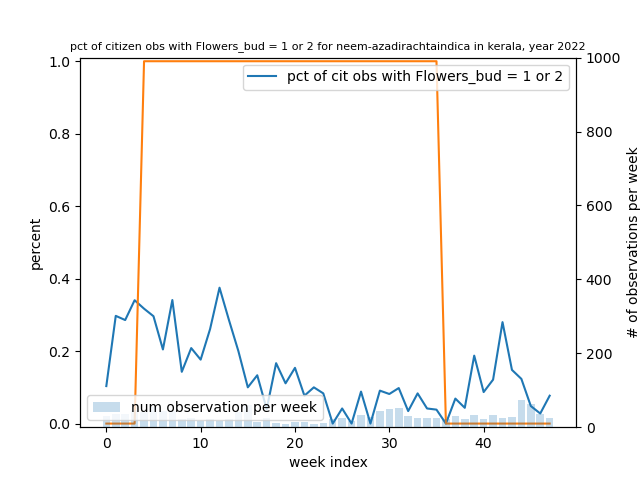 pct of citizen obs with Flowers_bud = 1 or 2 for neem-azadirachtaindica in kerala, year 2022
pct of cit obs with Flowers_bud = 1 or 2
1.0
0.8
0.6
0.4
0.2
0.0
percent
1000
800
600
400
200
0
# of observations per week
num observation per week
0
10
20
30
40
week index